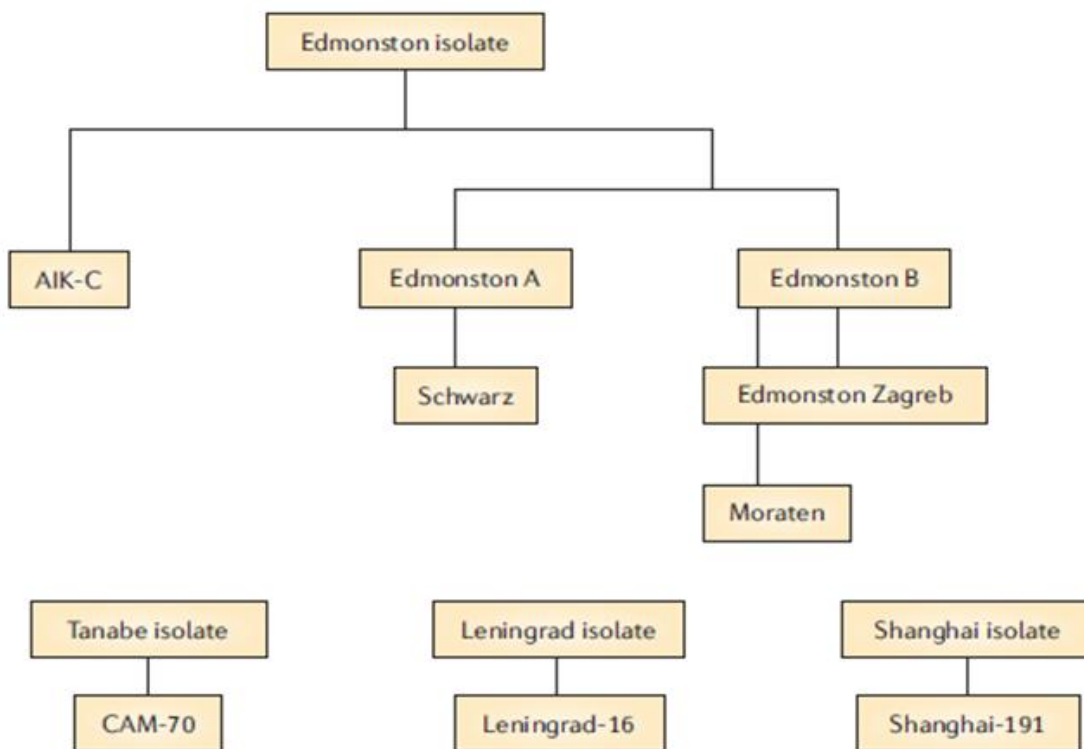 Edmonston isolate
AIK-C
Edmonston A
Edmonston B
Schwarz
Edmonston Zagreb
Moraten
Tanabe isolate
Leningrad isolate
Shanghai isolate
CAM-70
Leningrad-16
Shanghai-191